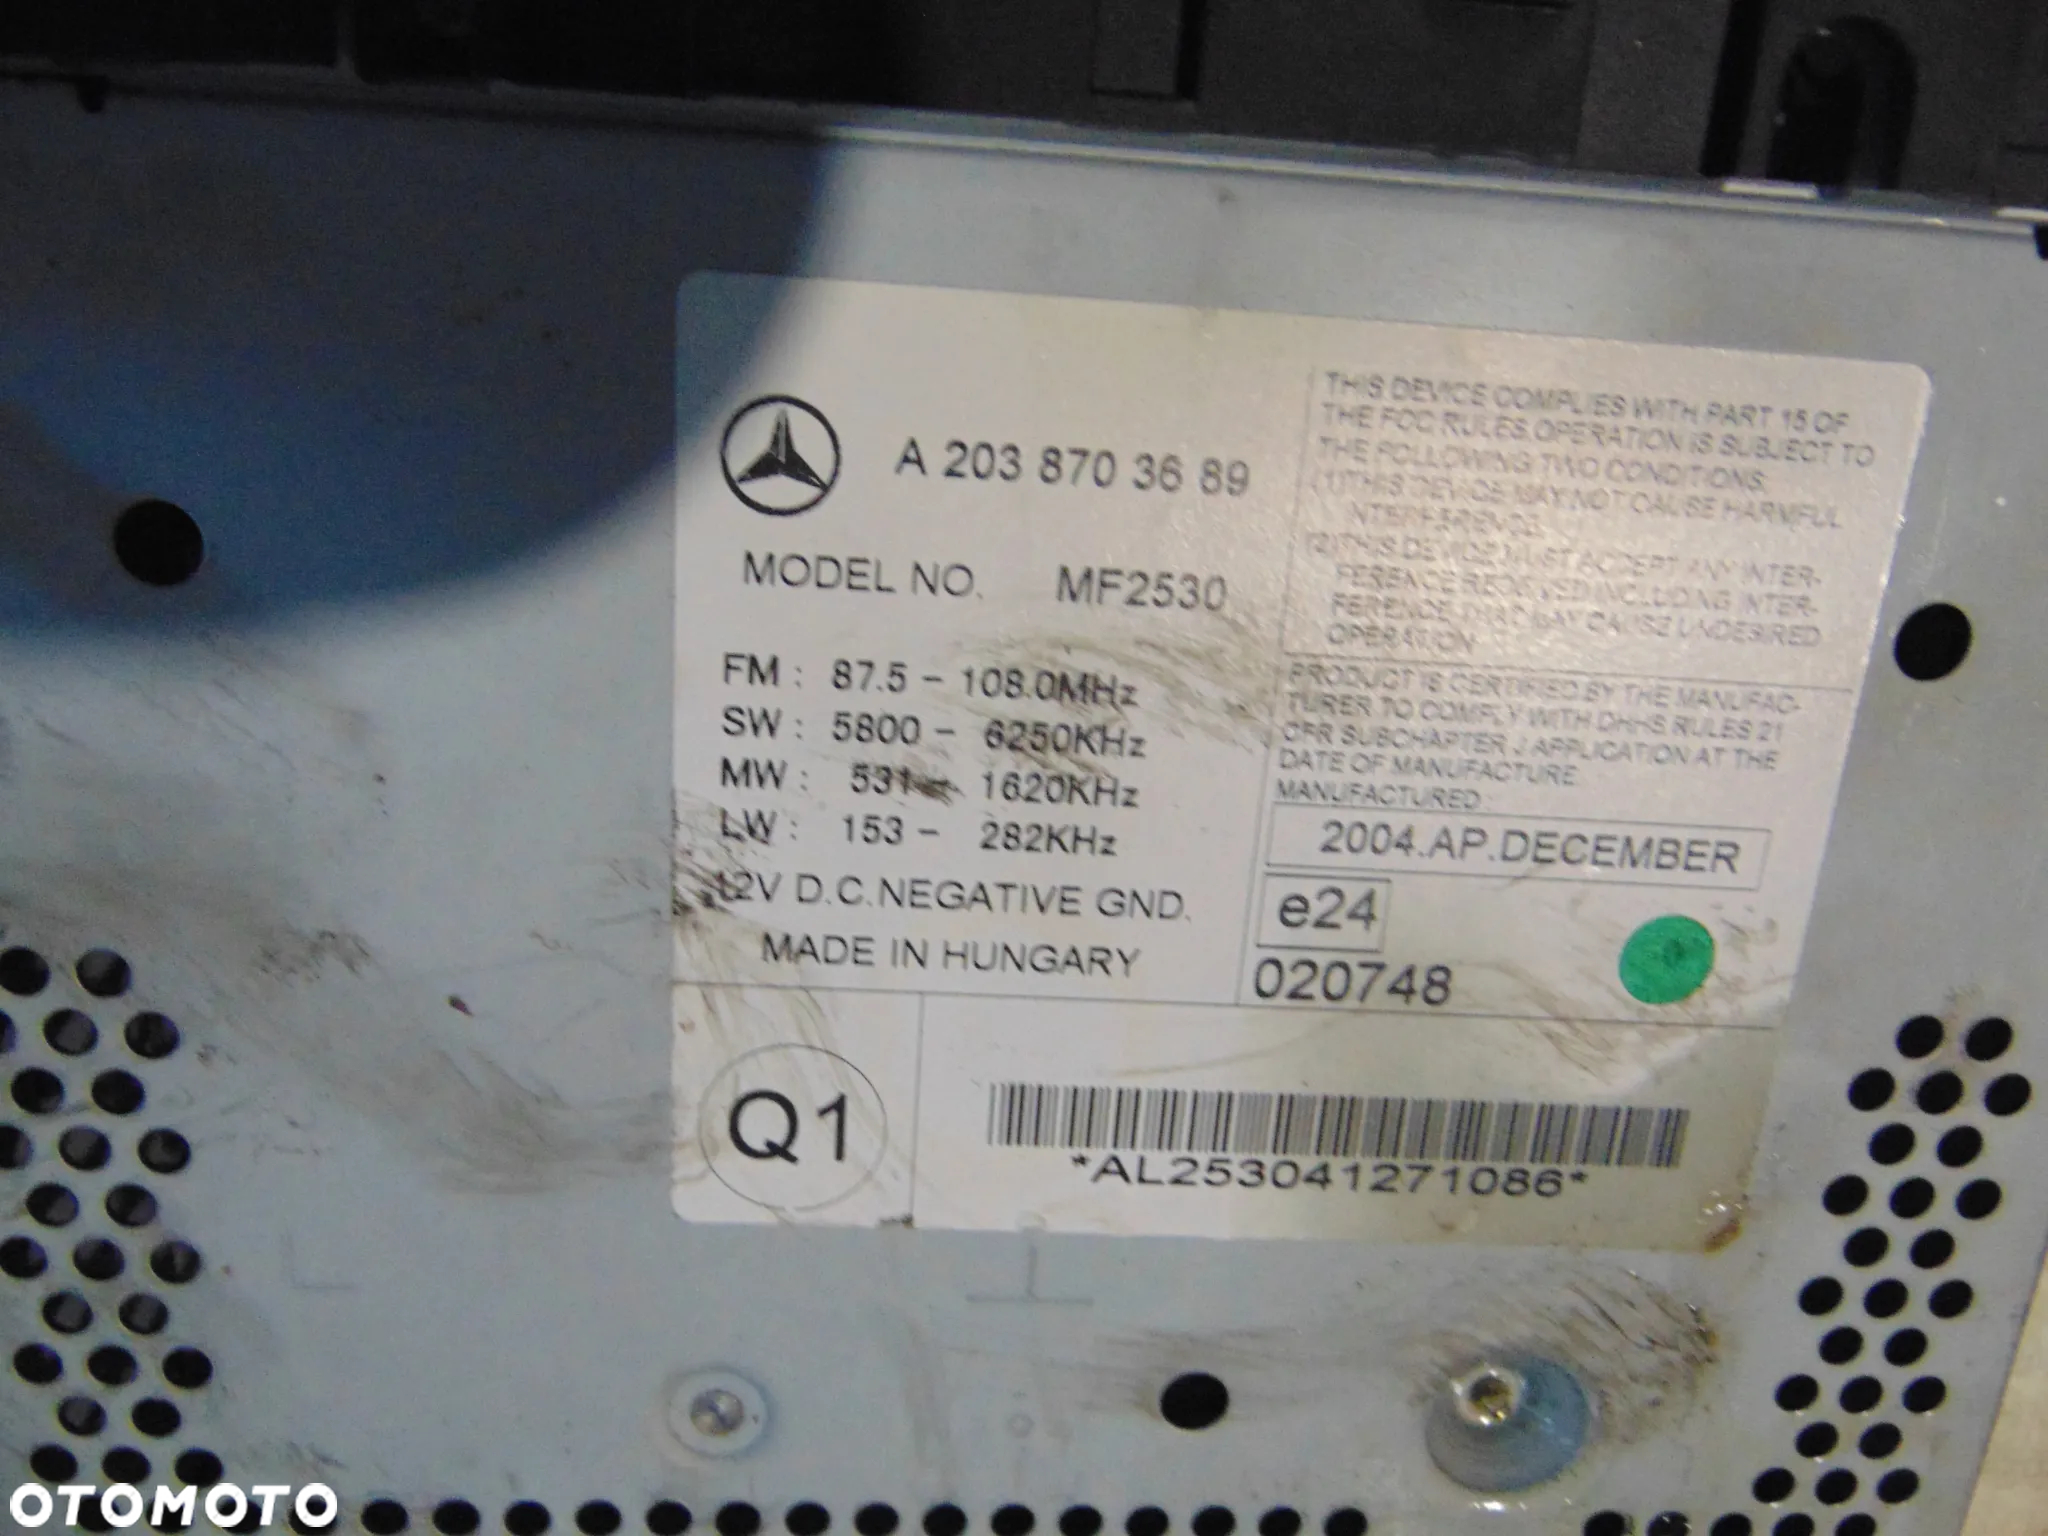 A 203 870 36 89
MODEL NO. MF2530
FM : 87.5 - 108.0MHz
SW : 5800 - 6250KHz
MW : 531 - 1620KHz
LW : 153 - 282KHz
12V D.C.NEGATIVE GND.
MADE IN HUNGARY
THIS DEVICE COMPLIES WITH PART 15 OF
THE FCC RULES.OPERATION IS SUBJECT TO
THE FOLLOWING TWO CONDITIONS.
(1)THIS DEVICE MAY NOT CAUSE HARMFUL
INTERFERENCE.
(2)THIS DEVICE MUST ACCEPT ANY INTER-
FERENCE RECEIVED INCLUDING INTER-
FERENCE THAT MAY CAUSE UNDESIRED
OPERATION
PRODUCT IS CERTIFIED BY THE MANUFAC-
TURER TO COMPLY WITH DHHS RULES 21
CFR SUBCHAPTER J APPLICATION AT THE
DATE OF MANUFACTURE.
MANUFACTURED :
2004.AP.DECEMBER
e24
020748
Q1
*AL253041271086*
OTOMOTO